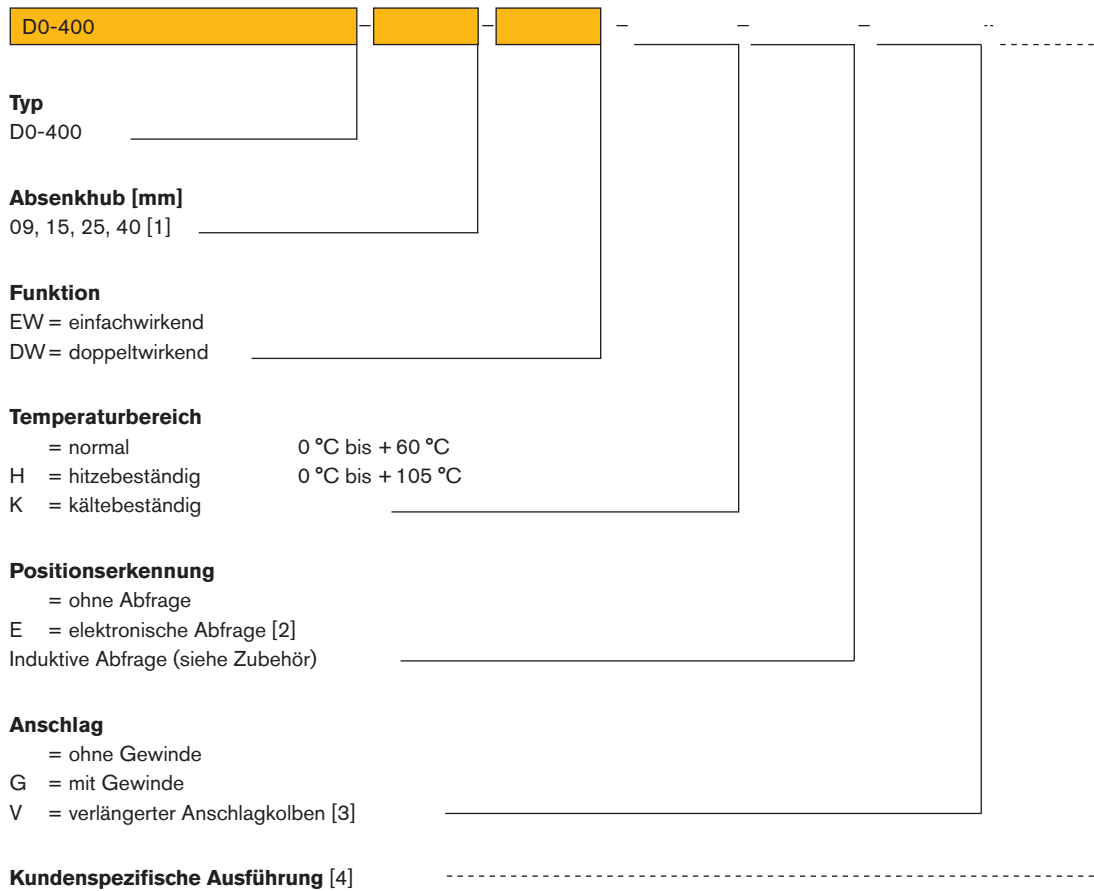 D0-400 – – – – – --
Typ
D0-400
Absenkhub [mm]
09, 15, 25, 40 [1]
Funktion
EW = einfachwirkend
DW = doppeltwirkend
Temperaturbereich
= normal 0 °C bis + 60 °C
H = hitzebeständig 0 °C bis + 105 °C
K = kältebeständig
Positionserkennung
= ohne Abfrage
E = elektronische Abfrage [2]
Induktive Abfrage (siehe Zubehör)
Anschlag
= ohne Gewinde
G = mit Gewinde
V = verlängerter Anschlagkolben [3]
Kundenspezifische Ausführung [4]